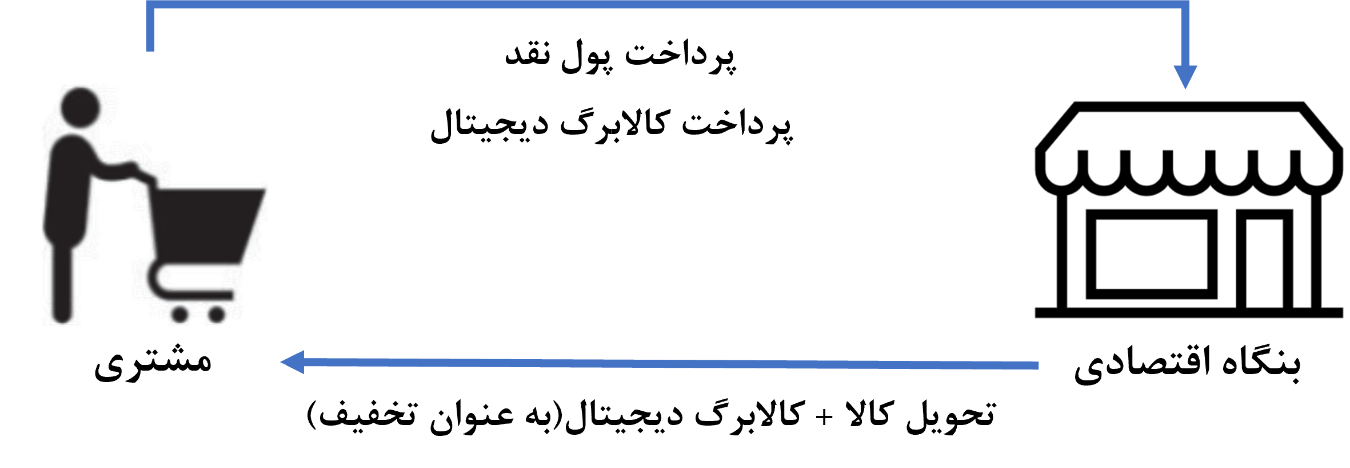 پرداخت پول نقد
پرداخت کالابرگ دیجیتال
بنگاه اقتصادی
مشتری
تحویل کالا + کالابرگ دیجیتال(به عنوان تخفیف)